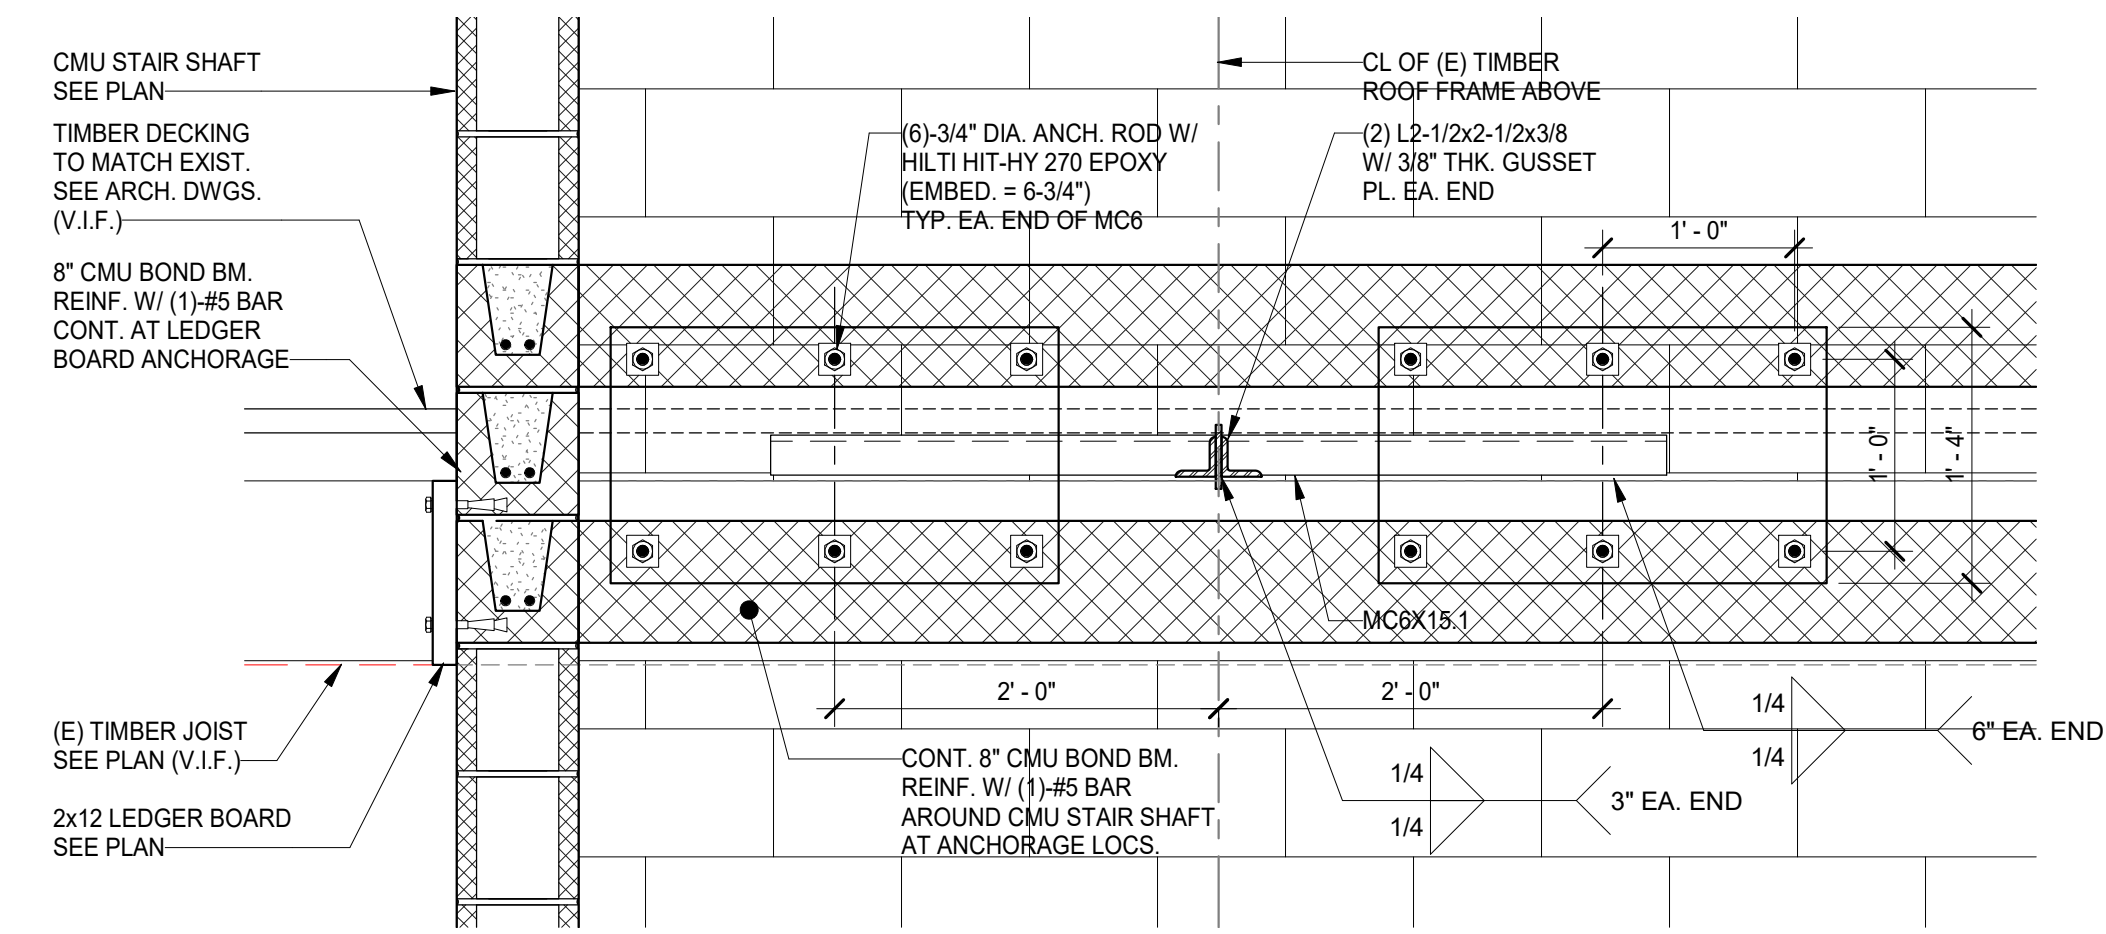 CMU STAIR SHAFT
SEE PLAN
TIMBER DECKING
TO MATCH EXIST.
SEE ARCH. DWGS.
(V.I.F.)
8" CMU BOND BM.
REINF. W/ (1)-#5 BAR
CONT. AT LEDGER
BOARD ANCHORAGE
(E) TIMBER JOIST
SEE PLAN (V.I.F.)
2x12 LEDGER BOARD
SEE PLAN
(6)-3/4" DIA. ANCH. ROD W/
HILTI HIT-HY 270 EPOXY
(EMBED. = 6-3/4")
TYP. EA. END OF MC6
CL OF (E) TIMBER
ROOF FRAME ABOVE
(2) L2-1/2x2-1/2x3/8
W/ 3/8" THK. GUSSET
PL. EA. END
1' - 0"
1' - 0"
1' - 4"
MC6X15.1
2' - 0"
2' - 0"
CONT. 8" CMU BOND BM.
REINF. W/ (1)-#5 BAR
AROUND CMU STAIR SHAFT
AT ANCHORAGE LOCS.
1/4
1/4
3" EA. END
1/4
1/4
6" EA. END